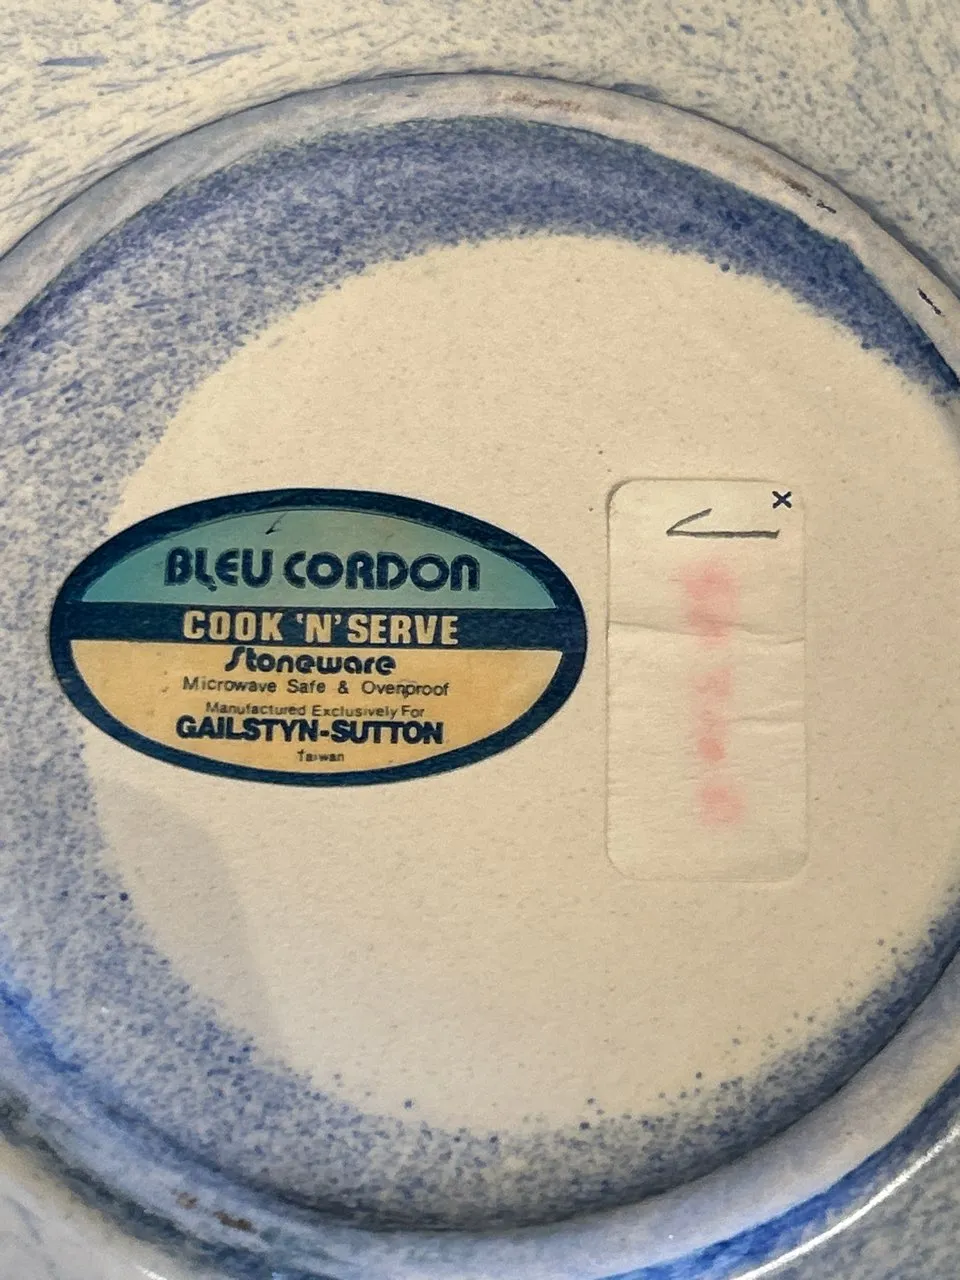 BLEU CORDON
COOK 'N' SERVE
Stoneware
Microwave Safe & Ovenproof
Manufactured Exclusively For
GAILSTYN-SUTTON
Taiwan
x